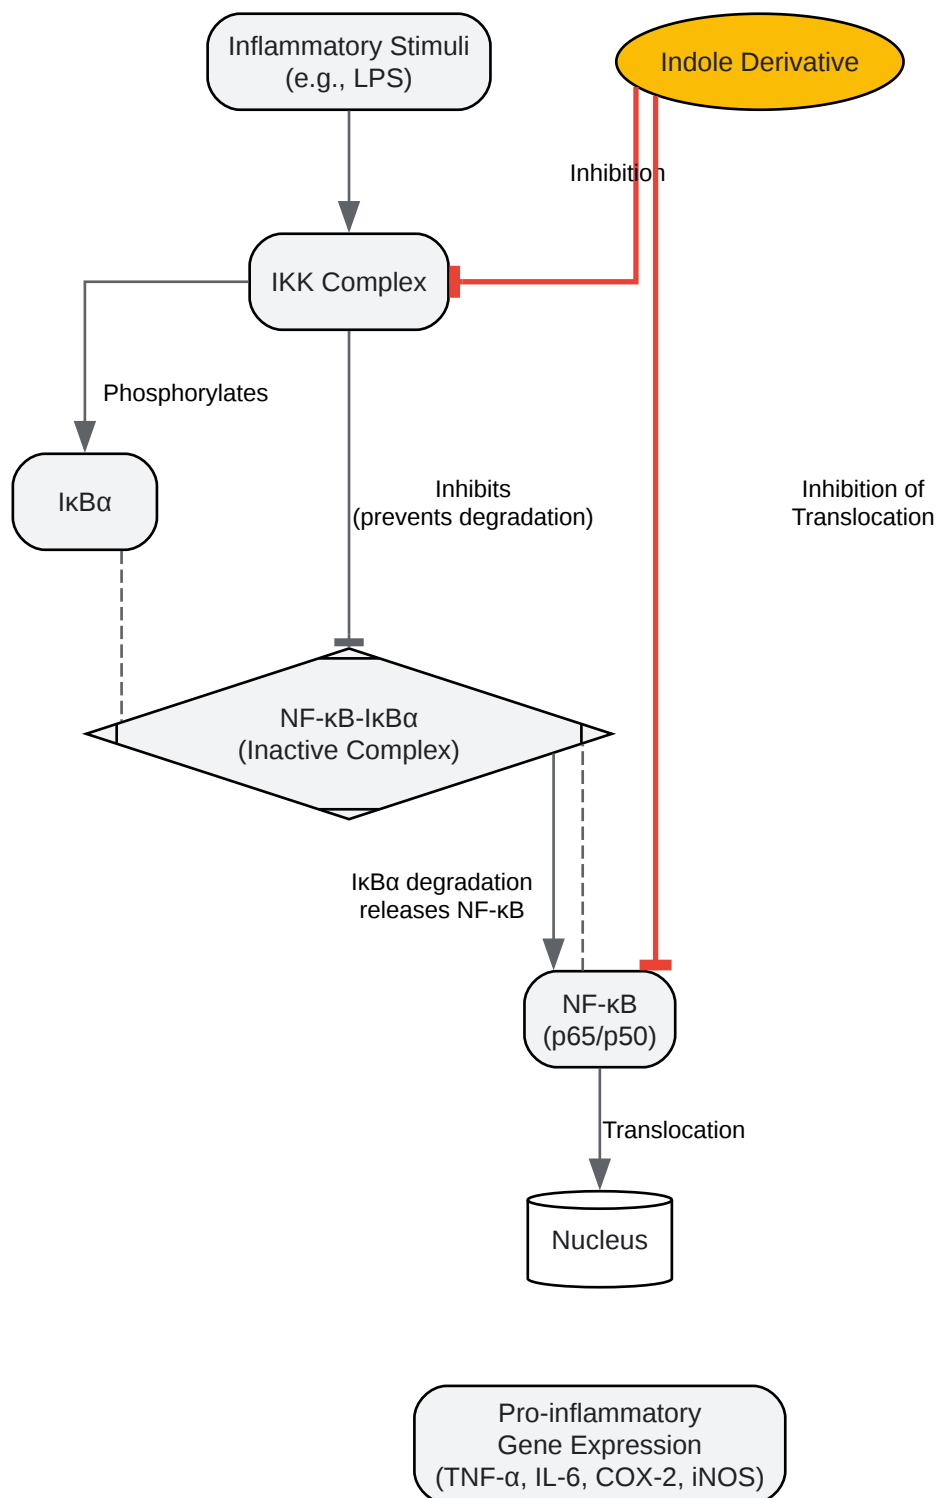 Inflammatory Stimuli
(e.g., LPS)
Indole Derivative
Inhibition
IKK Complex
Phosphorylates
IκBα
Inhibits
(prevents degradation)
Inhibition of
Translocation
NF-κB-IκBα
(Inactive Complex)
IκBα degradation
releases NF-κB
NF-κB
(p65/p50)
Translocation
Nucleus
Pro-inflammatory
Gene Expression
(TNF-α, IL-6, COX-2, iNOS)